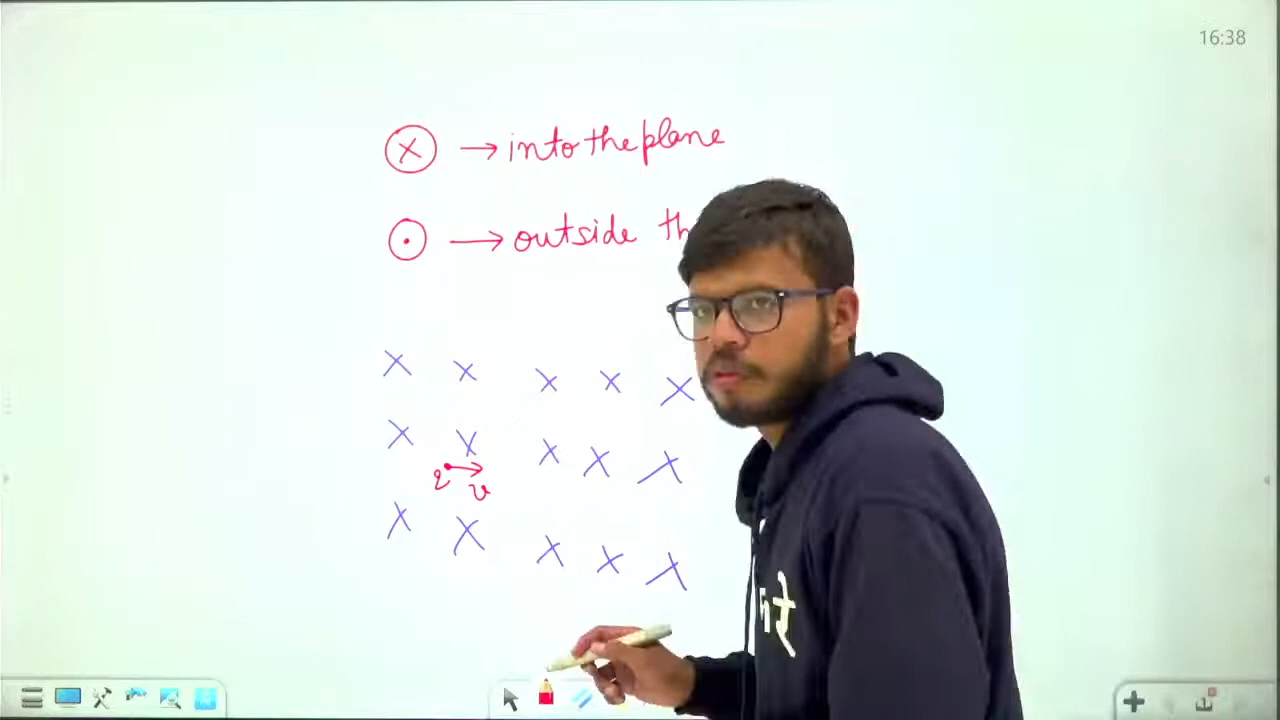 16:38
→ into the plane
→ outside th
q
v
रे